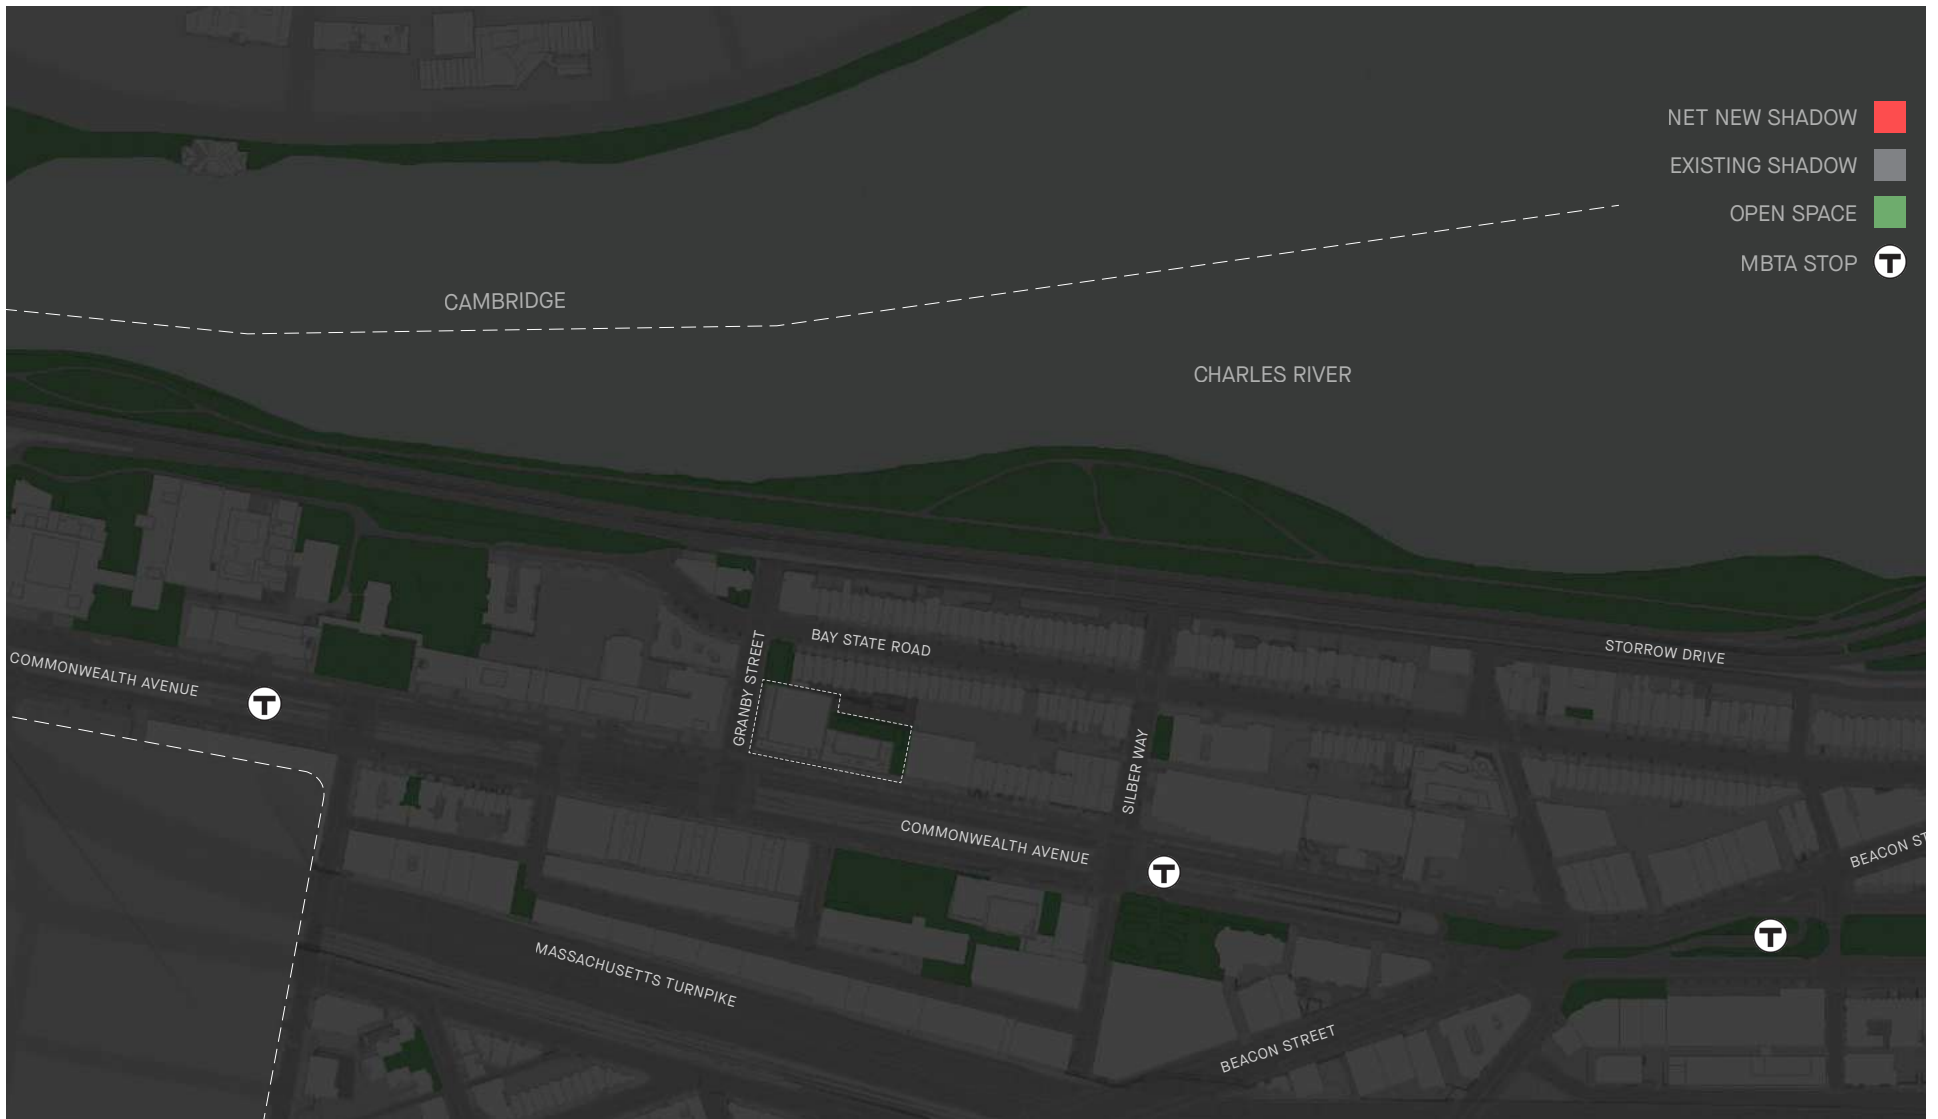 NET NEW SHADOW
EXISTING SHADOW
OPEN SPACE
MBTA STOP
T
CAMBRIDGE
CHARLES RIVER
BAY STATE ROAD
STORROW DRIVE
GRANBY STREET
COMMONWEALTH AVENUE
T
SILBER WAY
COMMONWEALTH AVENUE
T
BEACON ST
T
MASSACHUSETTS TURNPIKE
BEACON STREET